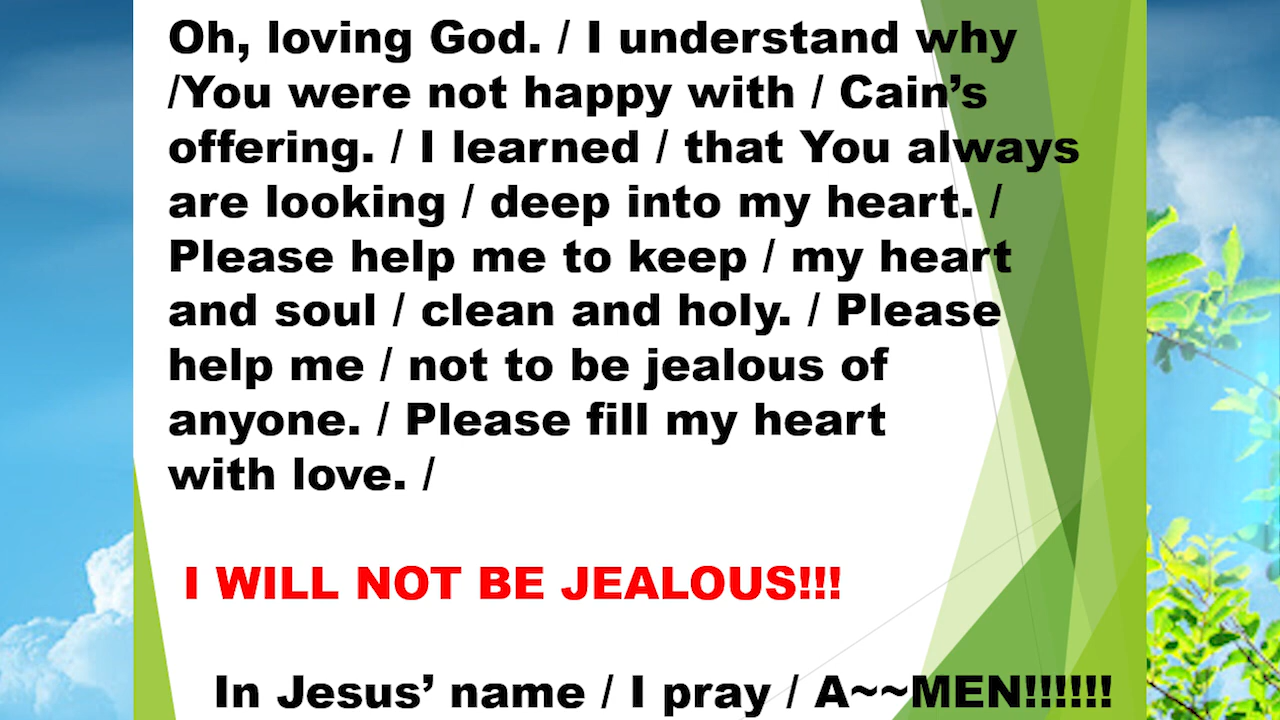 Oh, loving God. / I understand why
/You were not happy with / Cain’s
offering. / I learned / that You always
are looking / deep into my heart. /
Please help me to keep / my heart
and soul / clean and holy. / Please
help me / not to be jealous of
anyone. / Please fill my heart
with love. /
I WILL NOT BE JEALOUS!!!
In Jesus’ name / I pray / A~~MEN!!!!!!